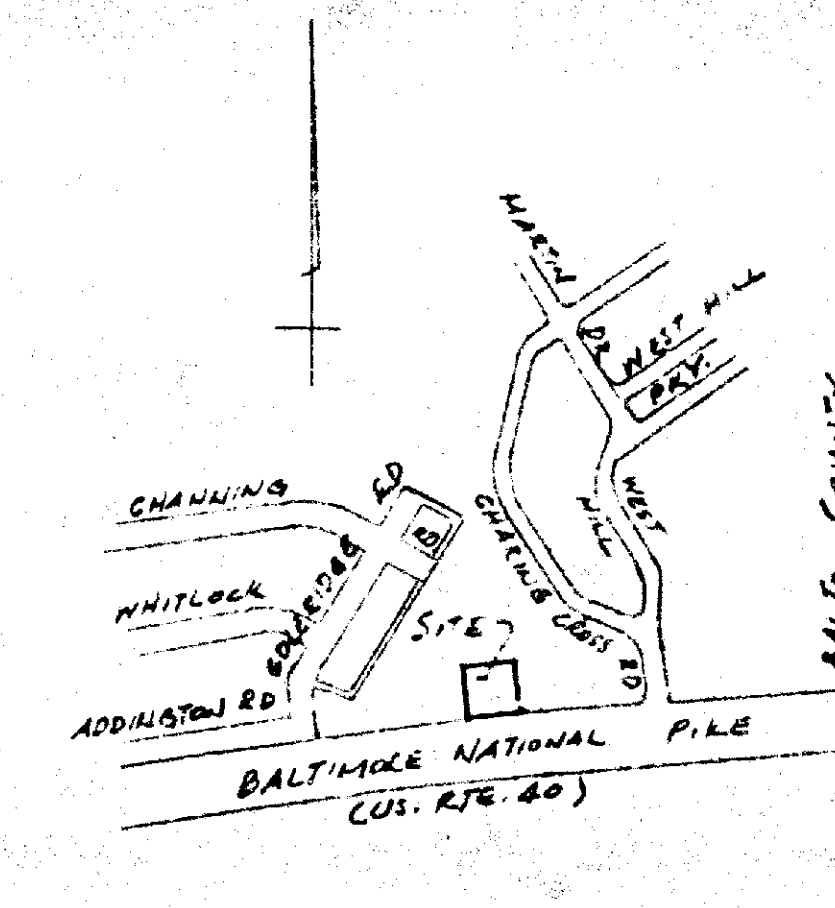 MARTIN
DR
WEST HILL
PKY.
CHANNING
RD
WHITLOCK
COLERIDGE
ADDINGTON RD
SITE
CHARING CROSS RD
WEST
HILL
BALTIMORE NATIONAL PIKE
(US. RTE. 40)